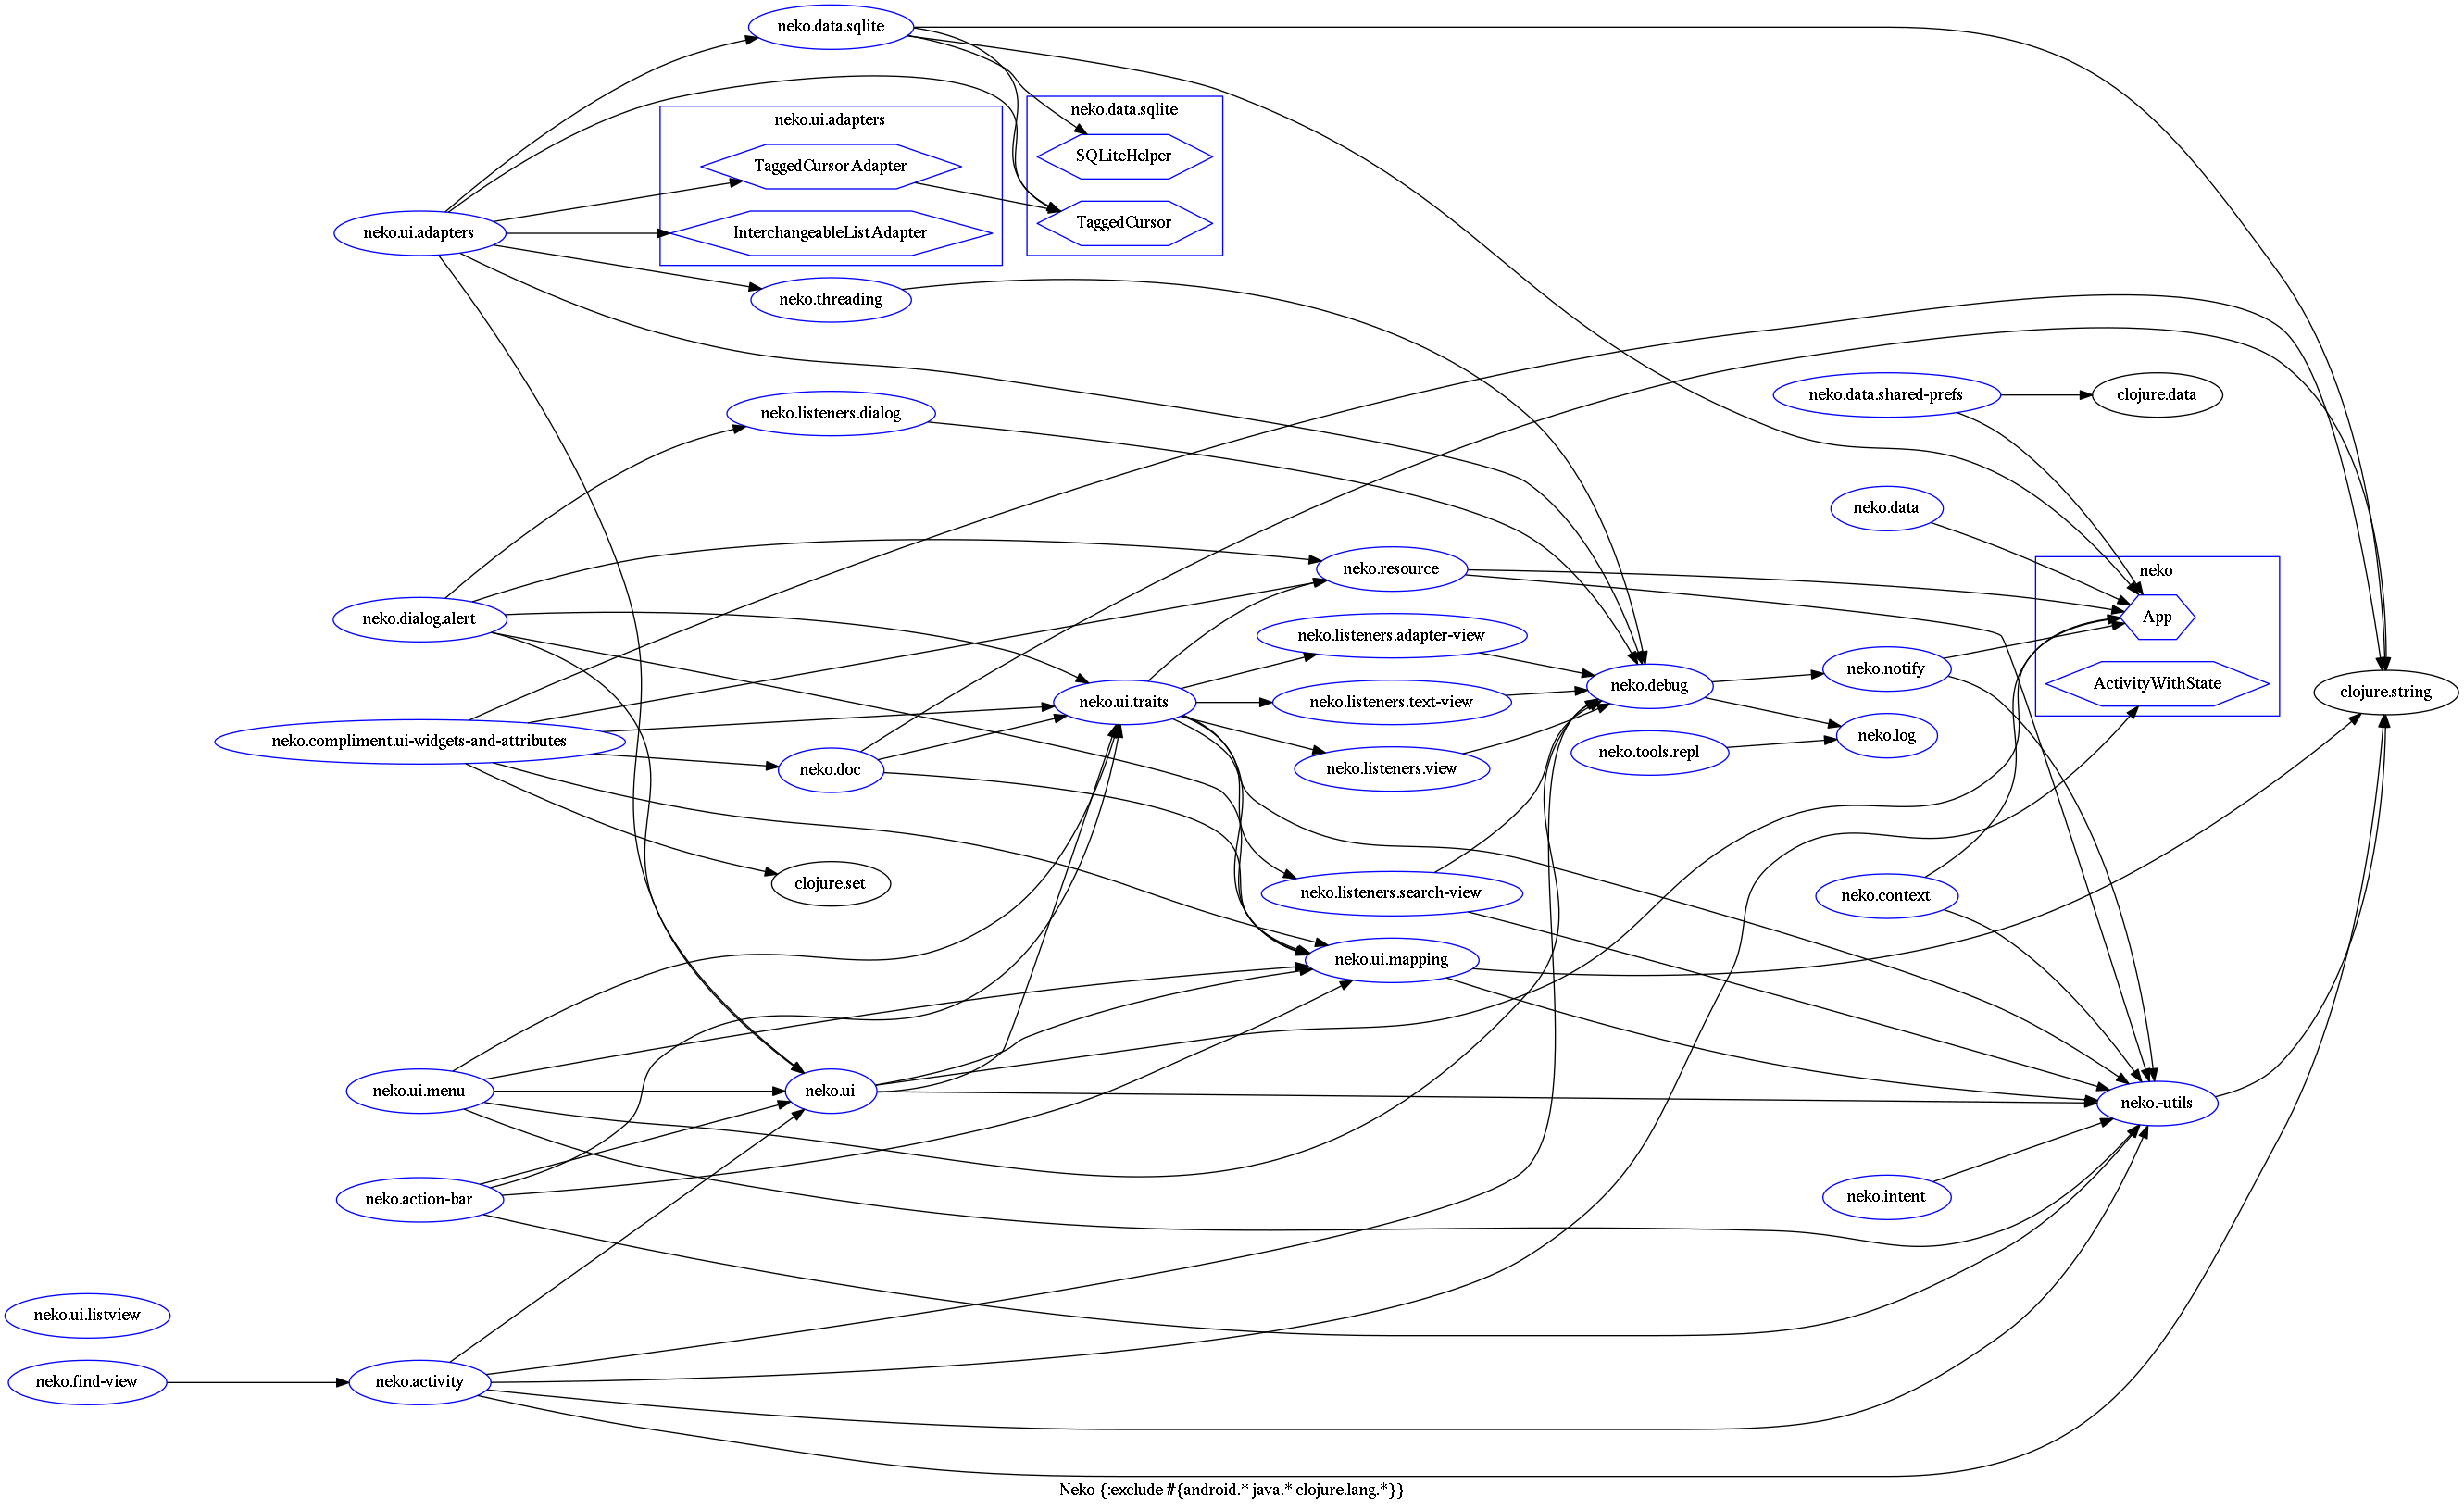 neko.data.sqlite
neko.data.sqlite
neko.ui.adapters
SQLiteHelper
TaggedCursorAdapter
TaggedCursor
neko.ui.adapters
InterchangeableListAdapter
neko.threading
neko.data.shared-prefs
clojure.data
neko.listeners.dialog
neko.data
neko.resource
neko
neko.dialog.alert
App
neko.listeners.adapter-view
neko.notify
neko.debug
ActivityWithState
clojure.string
neko.ui.traits
neko.listeners.text-view
neko.log
neko.compliment.ui-widgets-and-attributes
neko.tools.repl
neko.doc
neko.listeners.view
clojure.set
neko.listeners.search-view
neko.context
neko.ui.mapping
neko.ui.menu
neko.ui
neko.-utils
neko.action-bar
neko.intent
neko.ui.listview
neko.find-view
neko.activity
Neko {:exclude #{android.* java.* clojure.lang.*}}